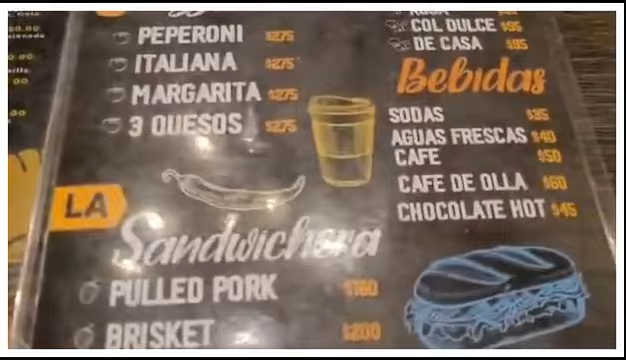 PEPERONI $275
ITALIANA $275
MARGARITA $275
3 QUESOS $275
LA
Sandwichera
PULLED PORK $160
BRISKET $200
COL DULCE $95
DE CASA $95
Bebidas
SODAS $35
AGUAS FRESCAS $40
CAFE $50
CAFE DE OLLA $60
CHOCOLATE HOT $45